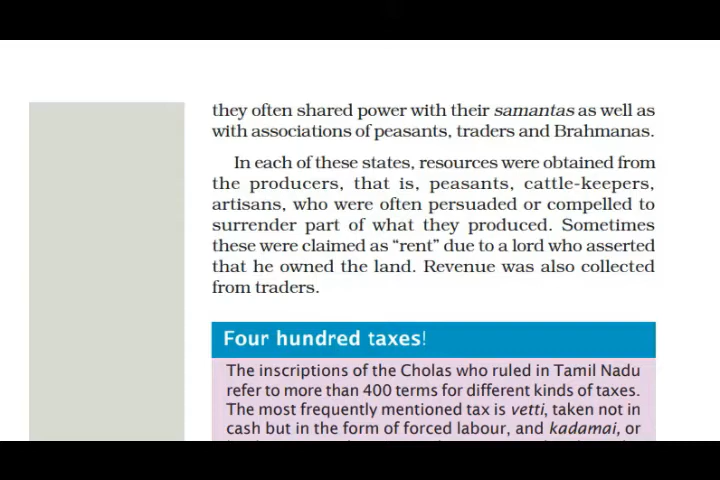 they often shared power with their samantas as well as
with associations of peasants, traders and Brahmanas.
In each of these states, resources were obtained from
the producers, that is, peasants, cattle-keepers,
artisans, who were often persuaded or compelled to
surrender part of what they produced. Sometimes
these were claimed as “rent” due to a lord who asserted
that he owned the land. Revenue was also collected
from traders.
Four hundred taxes!
The inscriptions of the Cholas who ruled in Tamil Nadu
refer to more than 400 terms for different kinds of taxes.
The most frequently mentioned tax is vetti, taken not in
cash but in the form of forced labour, and kadamai, or